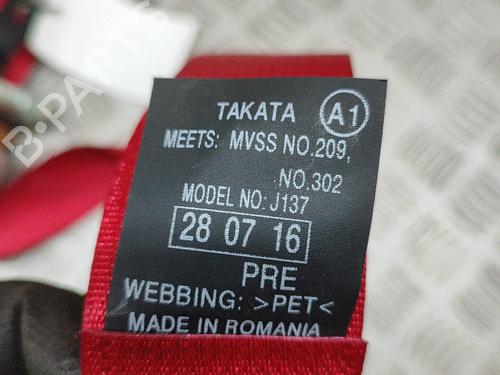 TAKATA A1
MEETS: MVSS NO.209,
NO.302
MODEL NO: J137
28 07 16
PRE
WEBBING: >PET<
MADE IN ROMANIA
B-PARTS